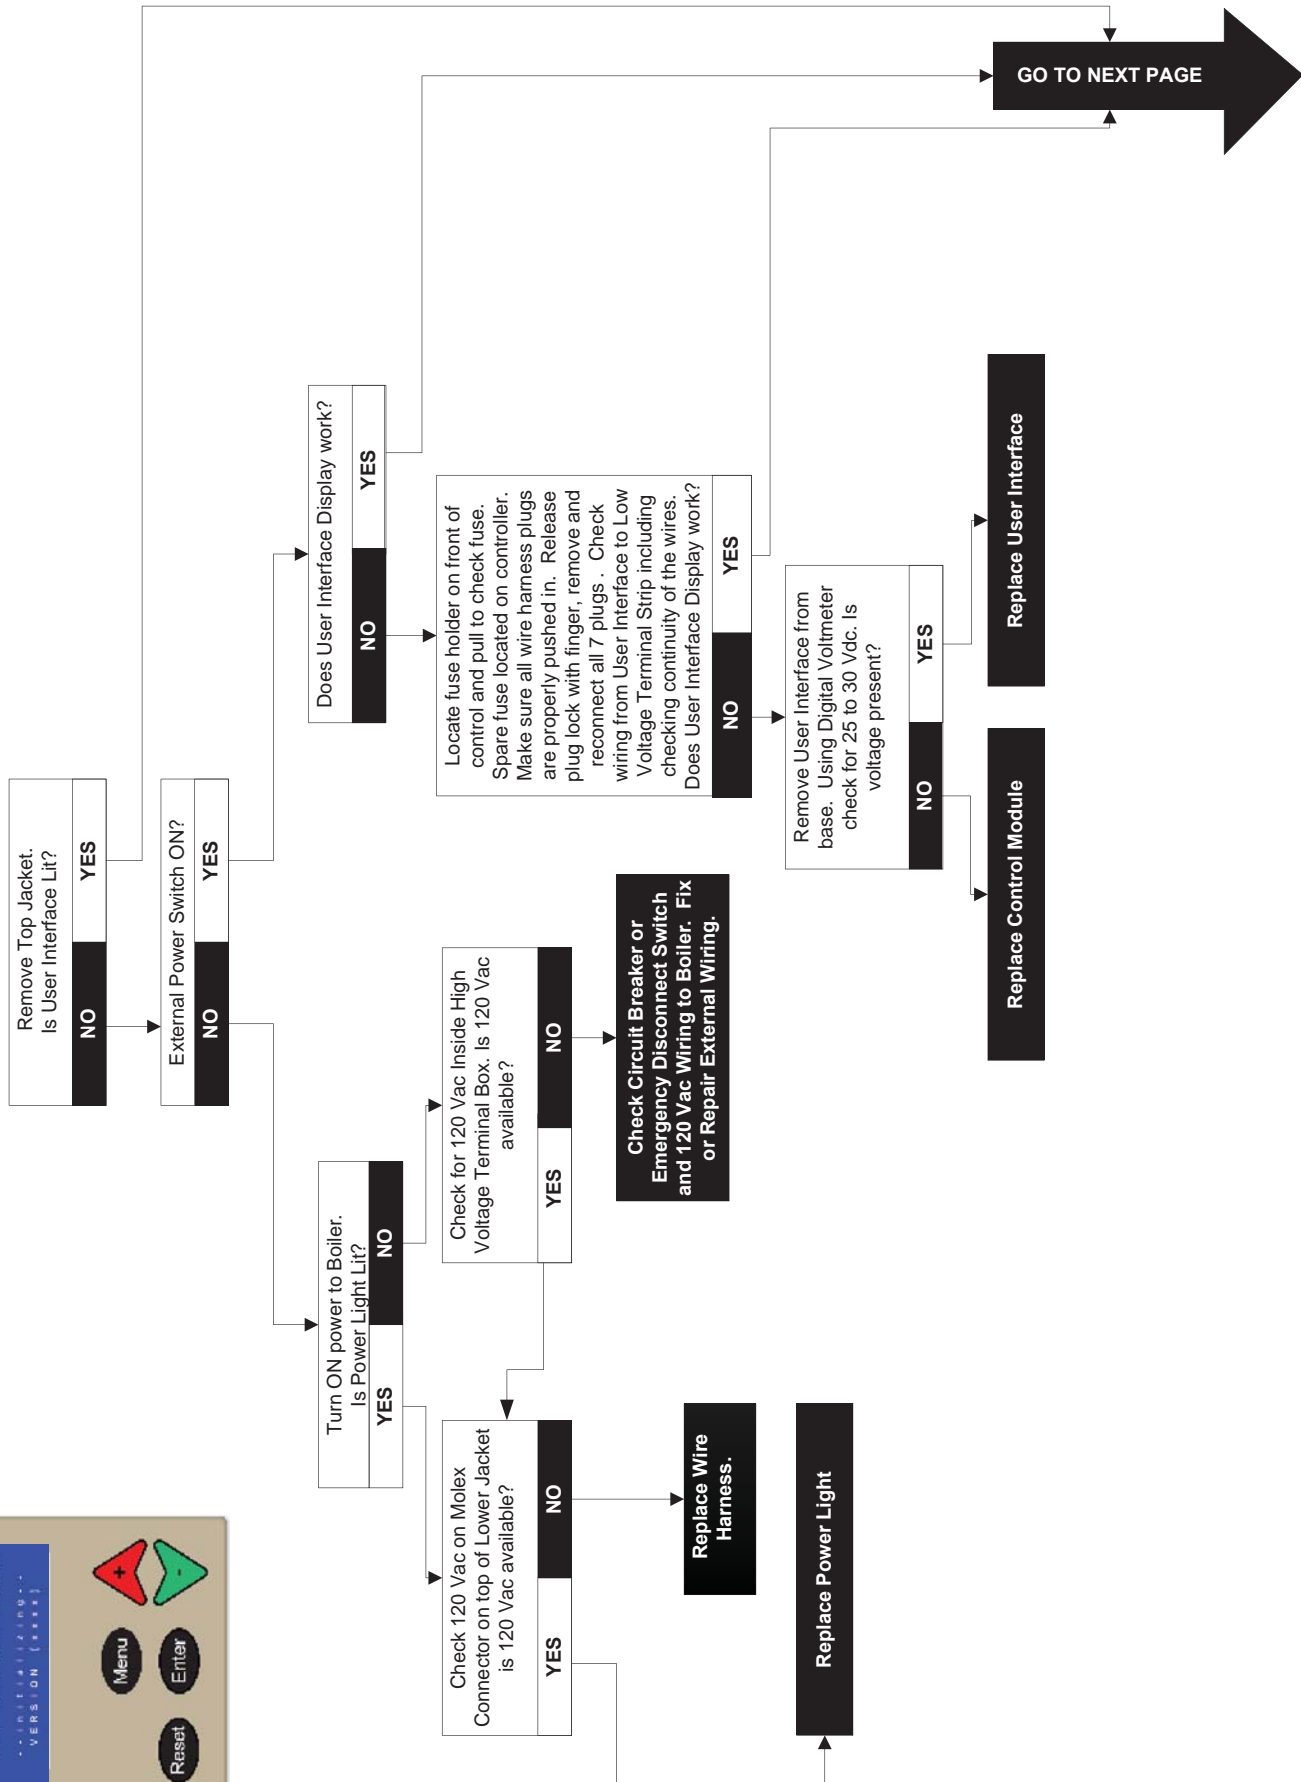 --initializing--
VERSION [xxxx]
Menu
Reset
Enter
+
-
Remove Top Jacket.
Is User Interface Lit?
NO
YES
External Power Switch ON?
NO
YES
Turn ON power to Boiler.
Is Power Light Lit?
YES
NO
Does User Interface Display work?
NO
YES
Check 120 Vac on Molex
Connector on top of Lower Jacket
is 120 Vac available?
YES
NO
Check for 120 Vac Inside High
Voltage Terminal Box. Is 120 Vac
available?
YES
NO
Locate fuse holder on front of
control and pull to check fuse.
Spare fuse located on controller.
Make sure all wire harness plugs
are properly pushed in. Release
plug lock with finger, remove and
reconnect all 7 plugs . Check
wiring from User Interface to Low
Voltage Terminal Strip including
checking continuity of the wires.
Does User Interface Display work?
NO
YES
Replace Wire
Harness.
Check Circuit Breaker or
Emergency Disconnect Switch
and 120 Vac Wiring to Boiler. Fix
or Repair External Wiring.
Remove User Interface from
base. Using Digital Voltmeter
check for 25 to 30 Vdc. Is
voltage present?
NO
YES
Replace Power Light
Replace Control Module
Replace User Interface
GO TO NEXT PAGE